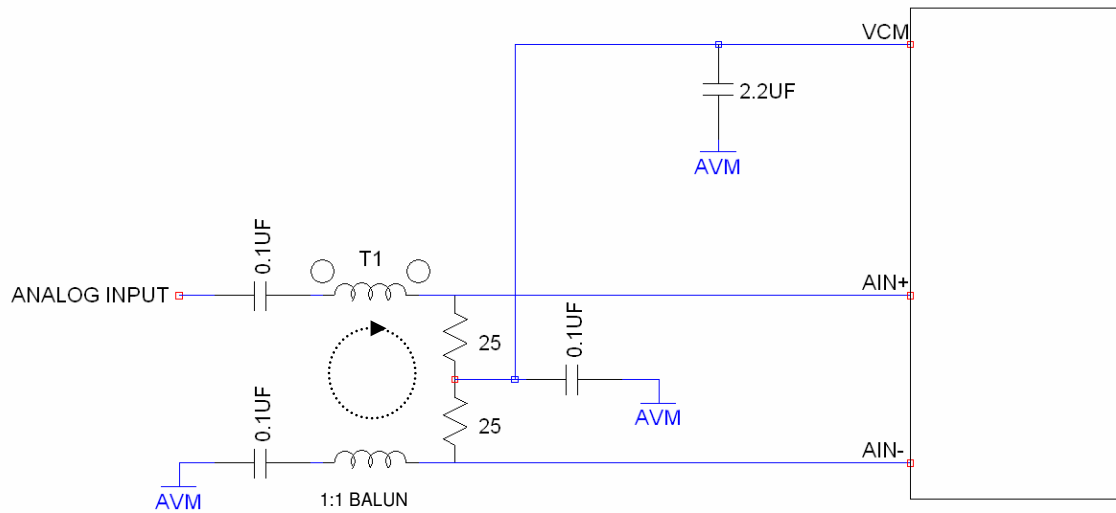 VCM
2.2UF
AVM
0.1UF
T1
ANALOG INPUT
AIN+
25
0.1UF
AVM
0.1UF
25
AIN-
AVM
1:1 BALUN